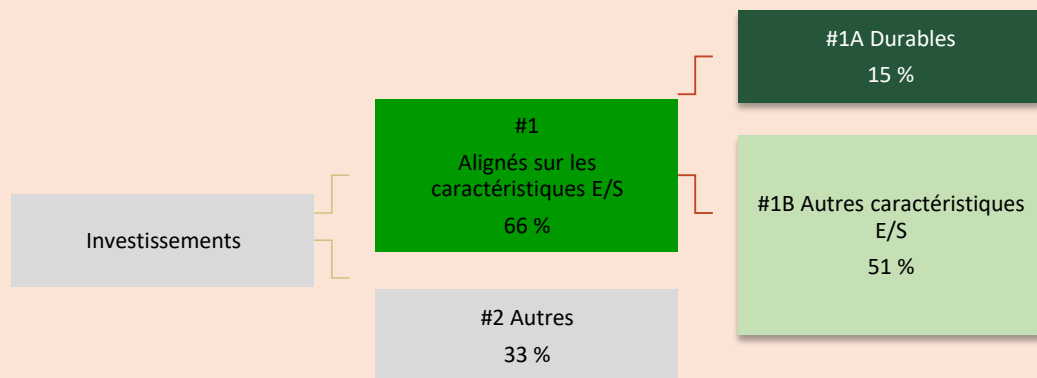 Investissements
#1
Alignés sur les
caractéristiques E/S
66 %
#2 Autres
33 %
#1A Durables
15 %
#1B Autres caractéristiques
E/S
51 %